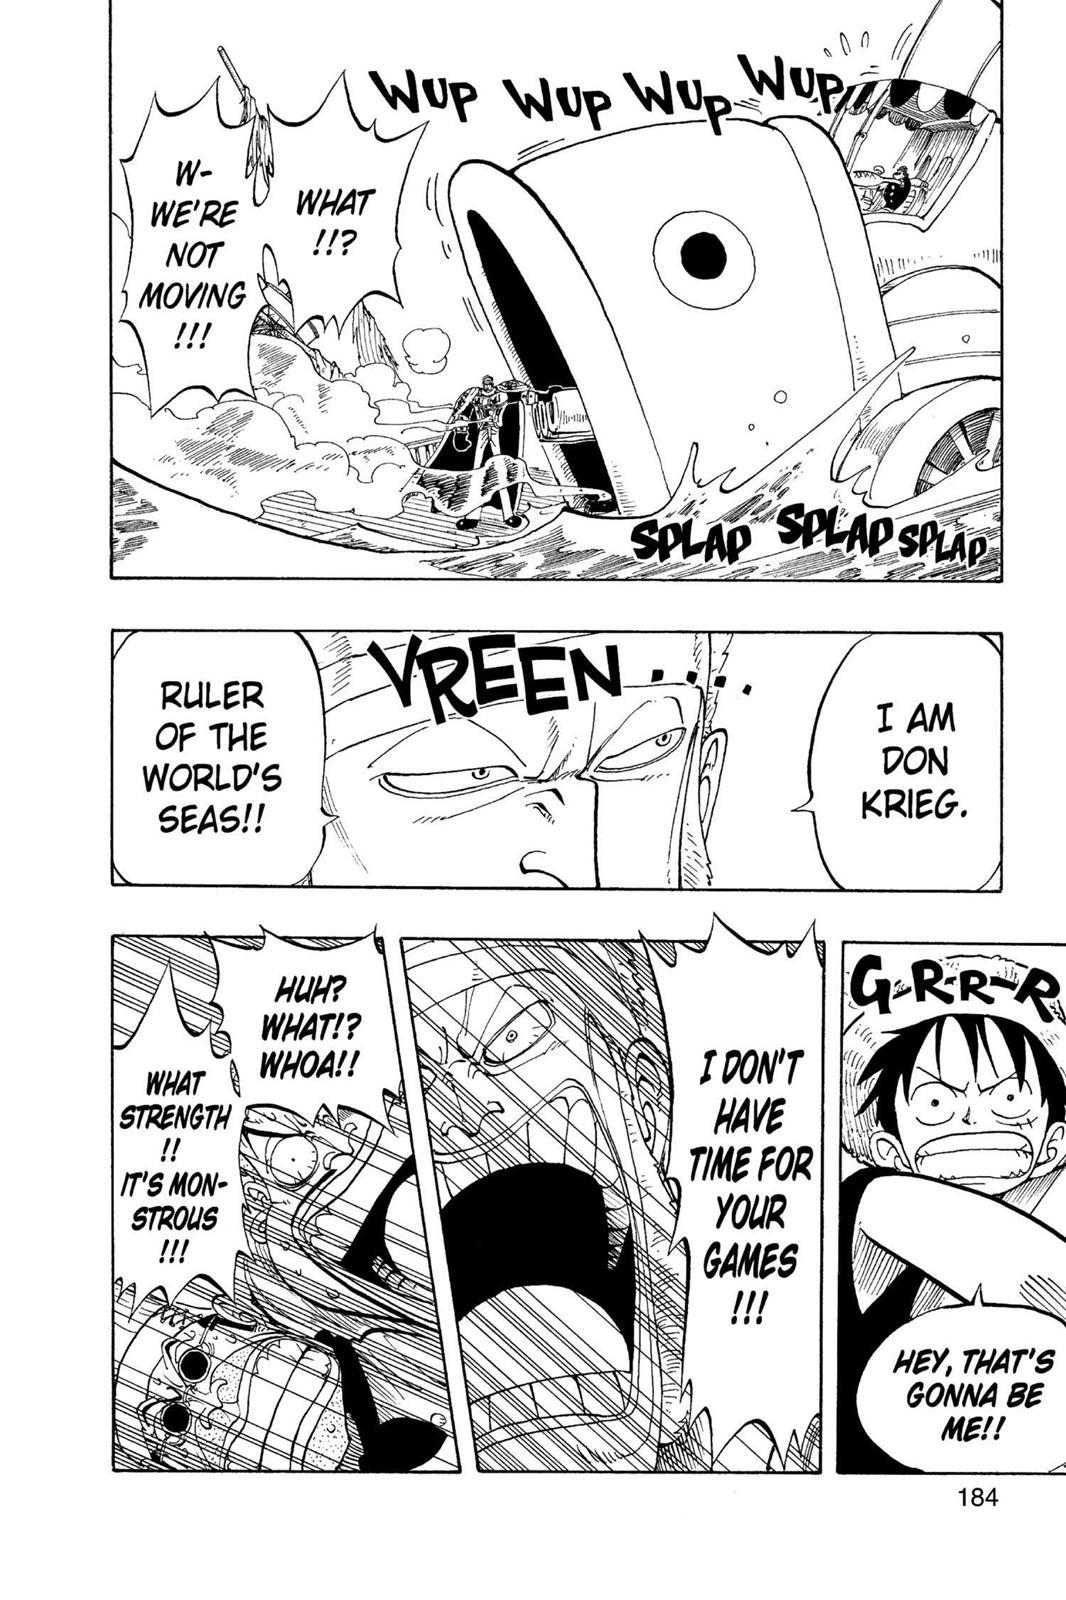 WUP WUP WUP WUP
WHAT
!!?
W-
WE'RE
NOT
MOVING
!!!
SPLAP SPLAP SPLAP
I AM
DON
KRIEG.
VREEN....
RULER
OF THE
WORLD'S
SEAS!!
G-R-R-R
HEY, THAT'S
GONNA BE
ME!!
I DON'T
HAVE
TIME FOR
YOUR
GAMES
!!!
HUH?
WHAT!?
WHOA!!
WHAT
STRENGTH
!!
IT'S MON-
STROUS
!!!
184